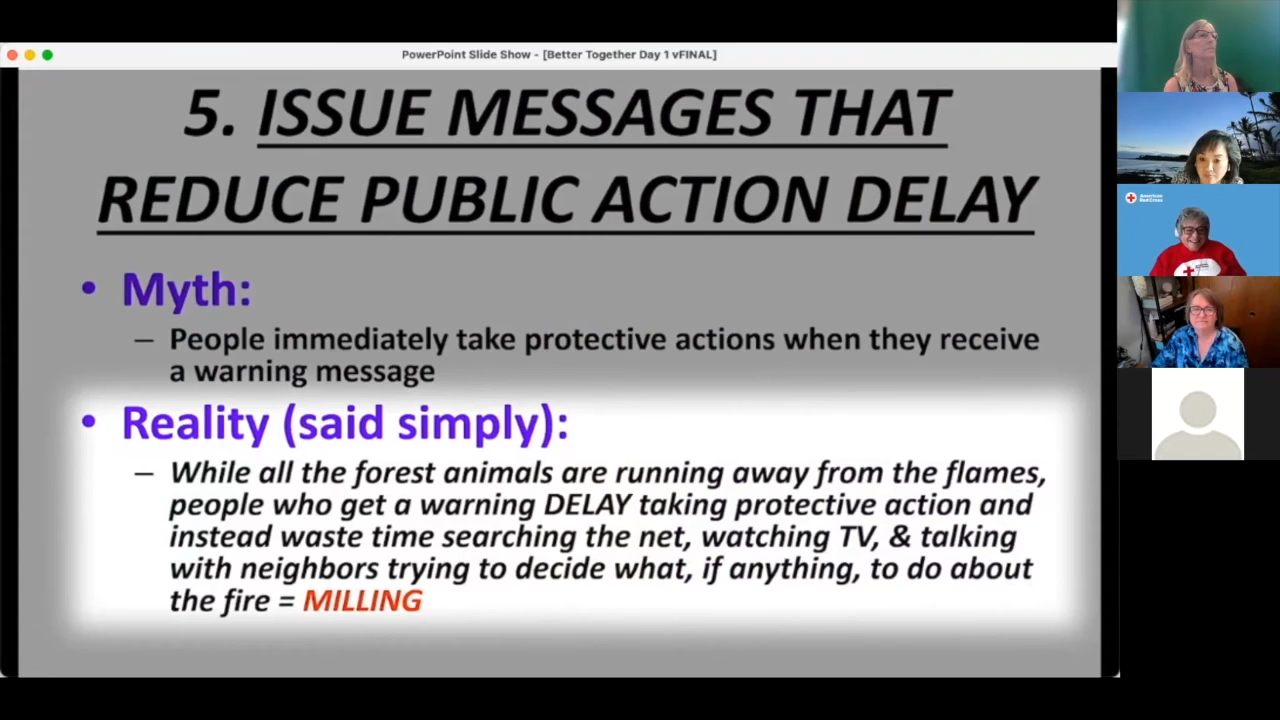 PowerPoint Slide Show - [Better Together Day 1 vFINAL]
5. ISSUE MESSAGES THAT
REDUCE PUBLIC ACTION DELAY
• Myth:
– People immediately take protective actions when they receive
a warning message
• Reality (said simply):
– While all the forest animals are running away from the flames,
people who get a warning DELAY taking protective action and
instead waste time searching the net, watching TV, & talking
with neighbors trying to decide what, if anything, to do about
the fire = MILLING
American
Red Cross